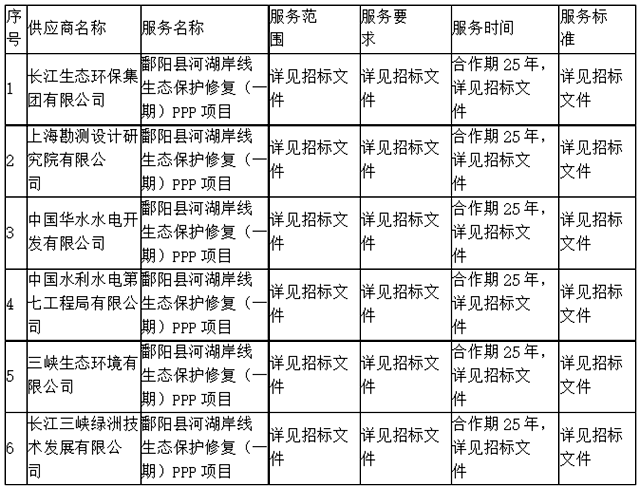 序号 供应商名称 服务名称 服务范围 服务要求 服务时间 服务标准
1 长江生态环保集团有限公司 鄱阳县河湖岸线生态保护修复（一期）PPP 项目 详见招标文件 详见招标文件 合作期 25 年，详见招标文件 详见招标文件
2 上海勘测设计研究院有限公司 鄱阳县河湖岸线生态保护修复（一期）PPP 项目 详见招标文件 详见招标文件 合作期 25 年，详见招标文件 详见招标文件
3 中国华水水电开发有限公司 鄱阳县河湖岸线生态保护修复（一期）PPP 项目 详见招标文件 详见招标文件 合作期 25 年，详见招标文件 详见招标文件
4 中国水利水电第七工程局有限公司 鄱阳县河湖岸线生态保护修复（一期）PPP 项目 详见招标文件 详见招标文件 合作期 25 年，详见招标文件 详见招标文件
5 三峡生态环境有限公司 鄱阳县河湖岸线生态保护修复（一期）PPP 项目 详见招标文件 详见招标文件 合作期 25 年，详见招标文件 详见招标文件
6 长江三峡绿洲技术发展有限公司 鄱阳县河湖岸线生态保护修复（一期）PPP 项目 详见招标文件 详见招标文件 合作期 25 年，详见招标文件 详见招标文件